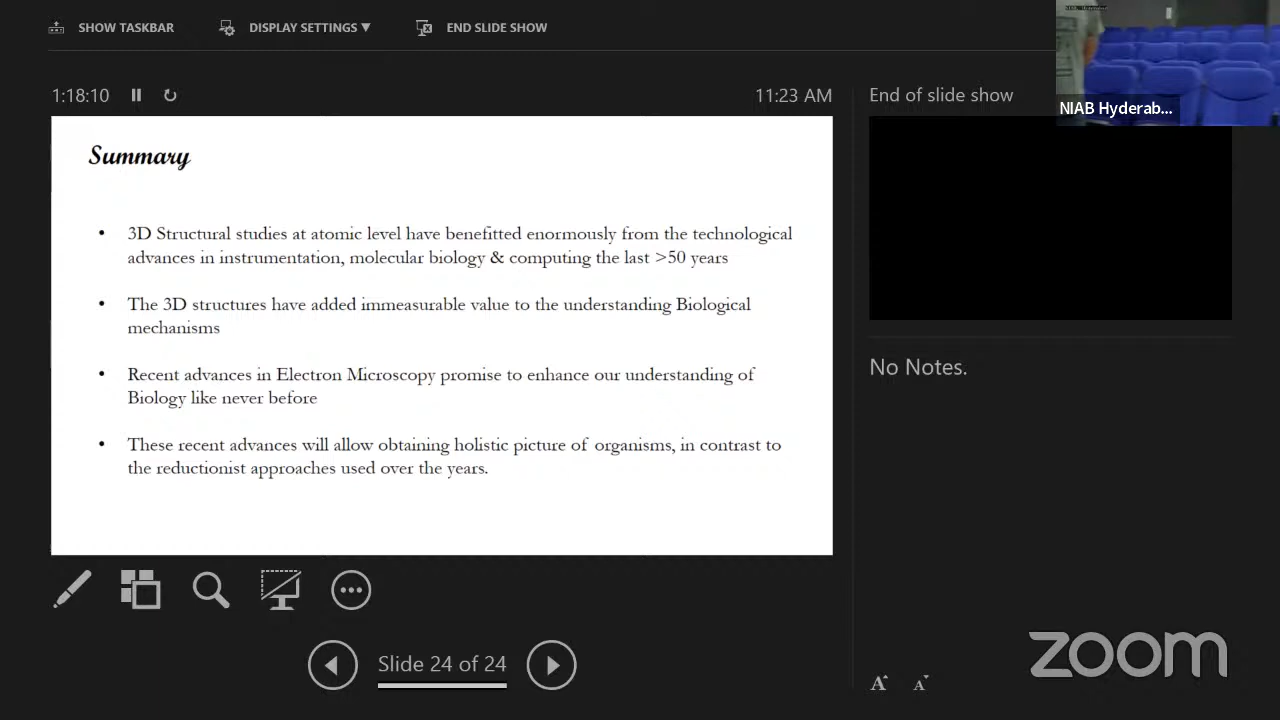 SHOW TASKBAR
DISPLAY SETTINGS ▼
END SLIDE SHOW
1:18:10
11:23 AM
End of slide show
NIAB Hyderab...
Summary
• 3D Structural studies at atomic level have benefitted enormously from the technological
advances in instrumentation, molecular biology & computing the last >50 years
• The 3D structures have added immeasurable value to the understanding Biological
mechanisms
• Recent advances in Electron Microscopy promise to enhance our understanding of
Biology like never before
• These recent advances will allow obtaining holistic picture of organisms, in contrast to
the reductionist approaches used over the years.
No Notes.
Slide 24 of 24
A A
zoom